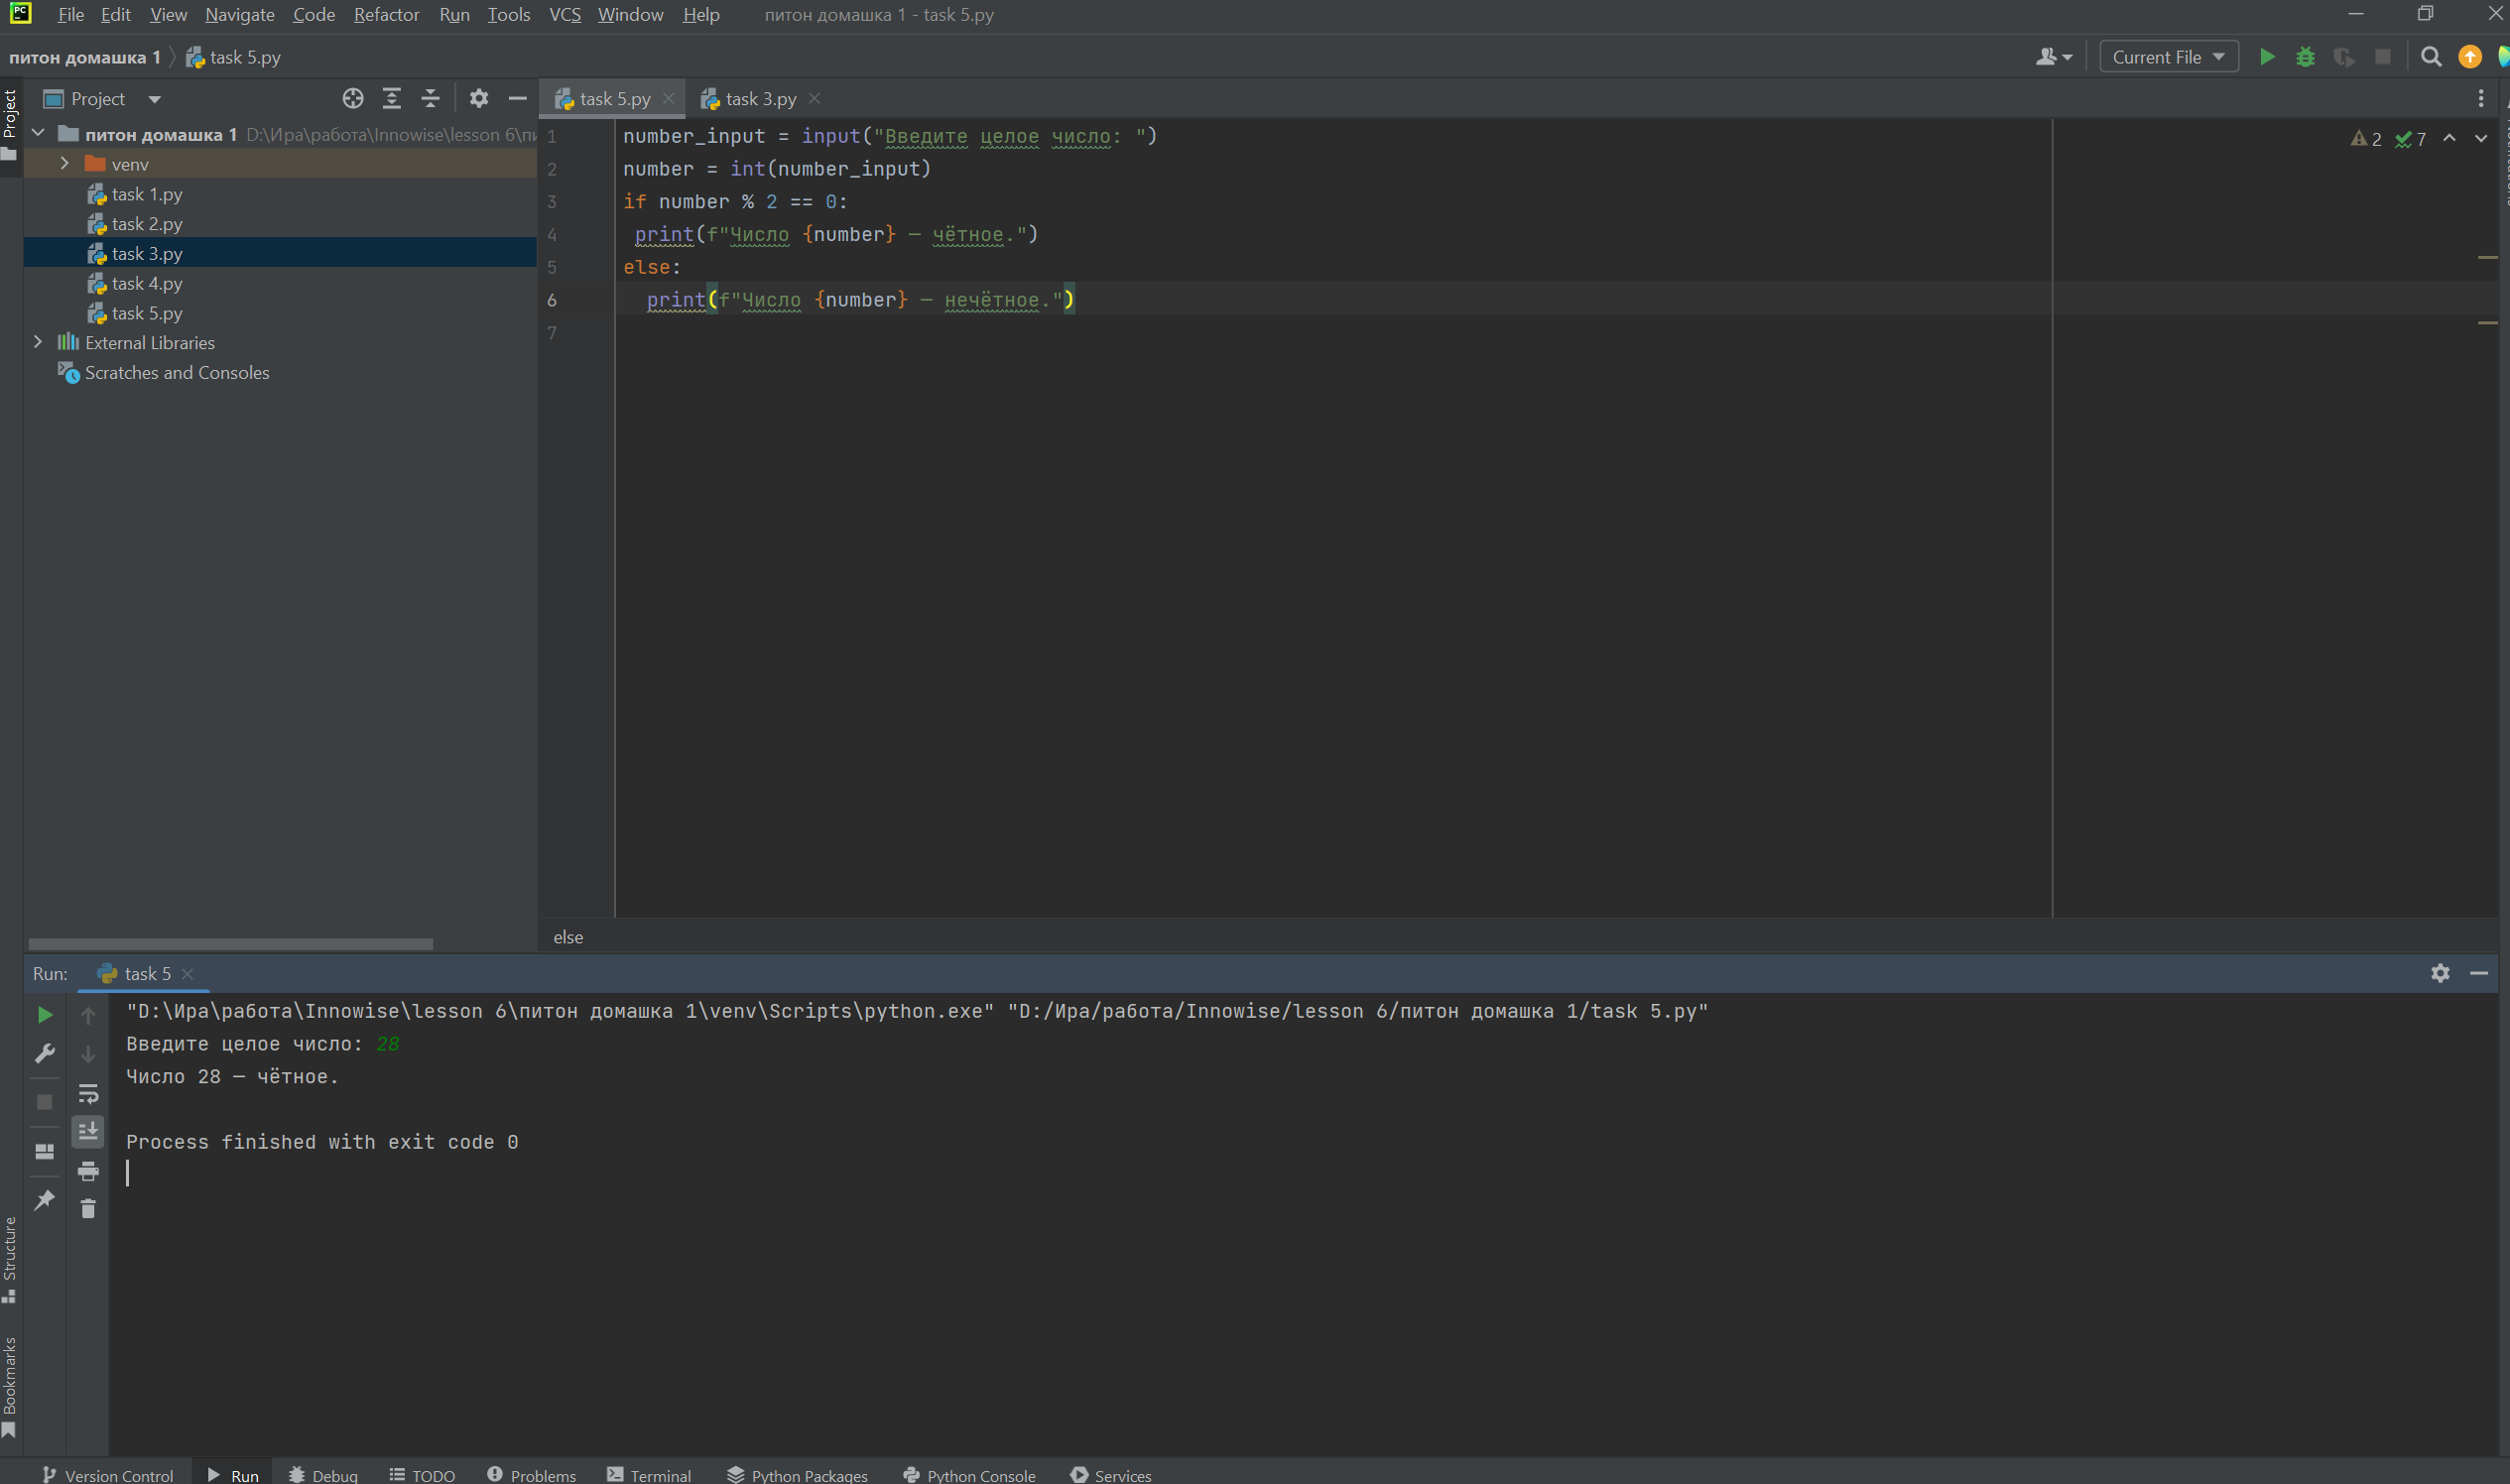 File Edit View Navigate Code Refactor Run Tools VCS Window Help питон домашка 1 - task 5.py
питон домашка 1 task 5.py
Current File
Project
Project
task 5.py
task 3.py
питон домашка 1 D:\Ира\работа\Innowise\lesson 6\
venv
task 1.py
task 2.py
task 3.py
task 4.py
task 5.py
External Libraries
Scratches and Consoles
1 number_input = input("Введите целое число: ")
2 number = int(number_input)
3 if number % 2 == 0:
4  print(f"Число {number} — чётное.")
5 else:
6   print(f"Число {number} — нечётное.")
7
2 7
else
Run: task 5
"D:\Ира\работа\Innowise\lesson 6\питон домашка 1\venv\Scripts\python.exe" "D:/Ира/работа/Innowise/lesson 6/питон домашка 1/task 5.py"
Введите целое число: 28
Число 28 — чётное.
Process finished with exit code 0
Structure
Bookmarks
Version Control Run Debug TODO Problems Terminal Python Packages Python Console Services